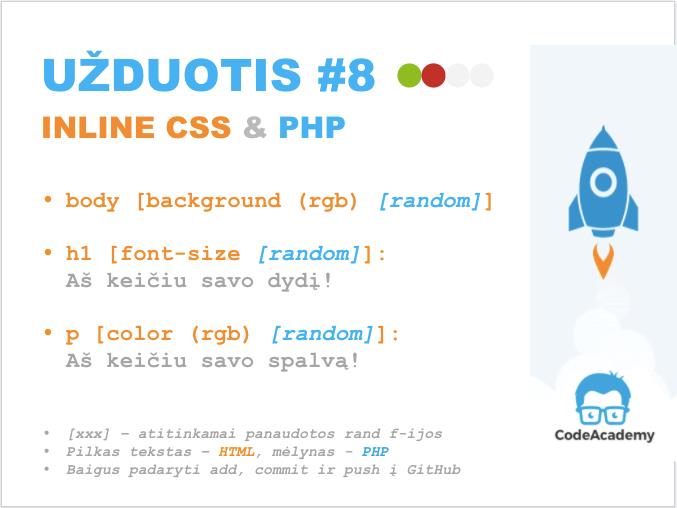 UŽDUOTIS #8
INLINE CSS & PHP
• body [background (rgb) [random]]
• h1 [font-size [random]]:
Aš keičiu savo dydį!
• p [color (rgb) [random]]:
Aš keičiu savo spalvą!
• [xxx] – atitinkamai panaudotos rand f-ijos
• Pilkas tekstas – HTML, mėlynas - PHP
• Baigus padaryti add, commit ir push į GitHub
CodeAcademy